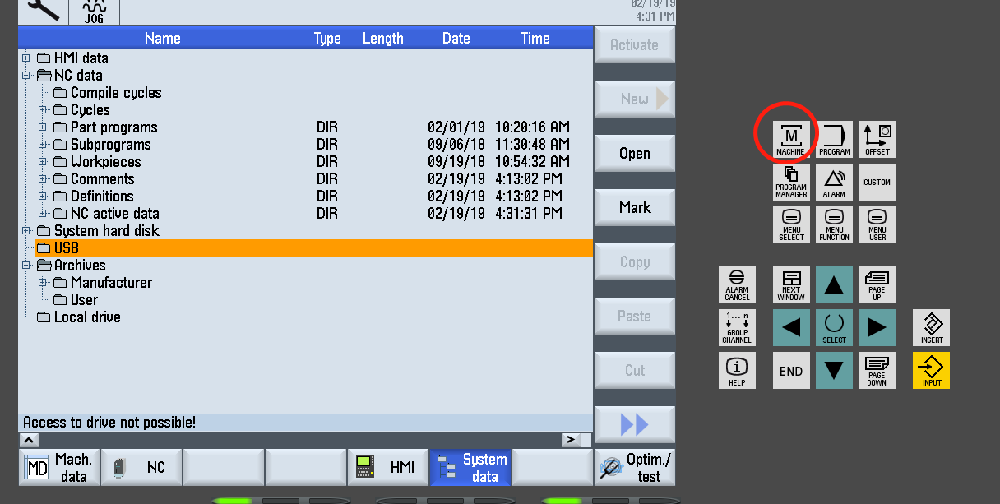 02/19/19
JOG
4:31 PM
Name Type Length Date Time
HMI data
NC data
Compile cycles
Cycles
Part programs DIR 02/01/19 10:20:16 AM
Subprograms DIR 09/06/18 11:30:48 AM
Workpieces DIR 09/19/18 10:54:32 AM
Comments DIR 02/19/19 4:13:02 PM
Definitions DIR 02/19/19 4:13:02 PM
NC active data DIR 02/19/19 4:31:31 PM
System hard disk
USB
Archives
Manufacturer
User
Local drive
Access to drive not possible!
Activate
New
Open
Mark
Copy
Paste
Cut
MD Mach.
data
NC
HMI
System
data
Optim./
test
M
MACHINE
PROGRAM
OFFSET
PROGRAM
MANAGER
ALARM
CUSTOM
MENU
SELECT
MENU
FUNCTION
MENU
USER
ALARM
CANCEL
NEXT
WINDOW
PAGE
UP
1... n
GROUP
CHANNEL
SELECT
INSERT
i
HELP
END
PAGE
DOWN
INPUT